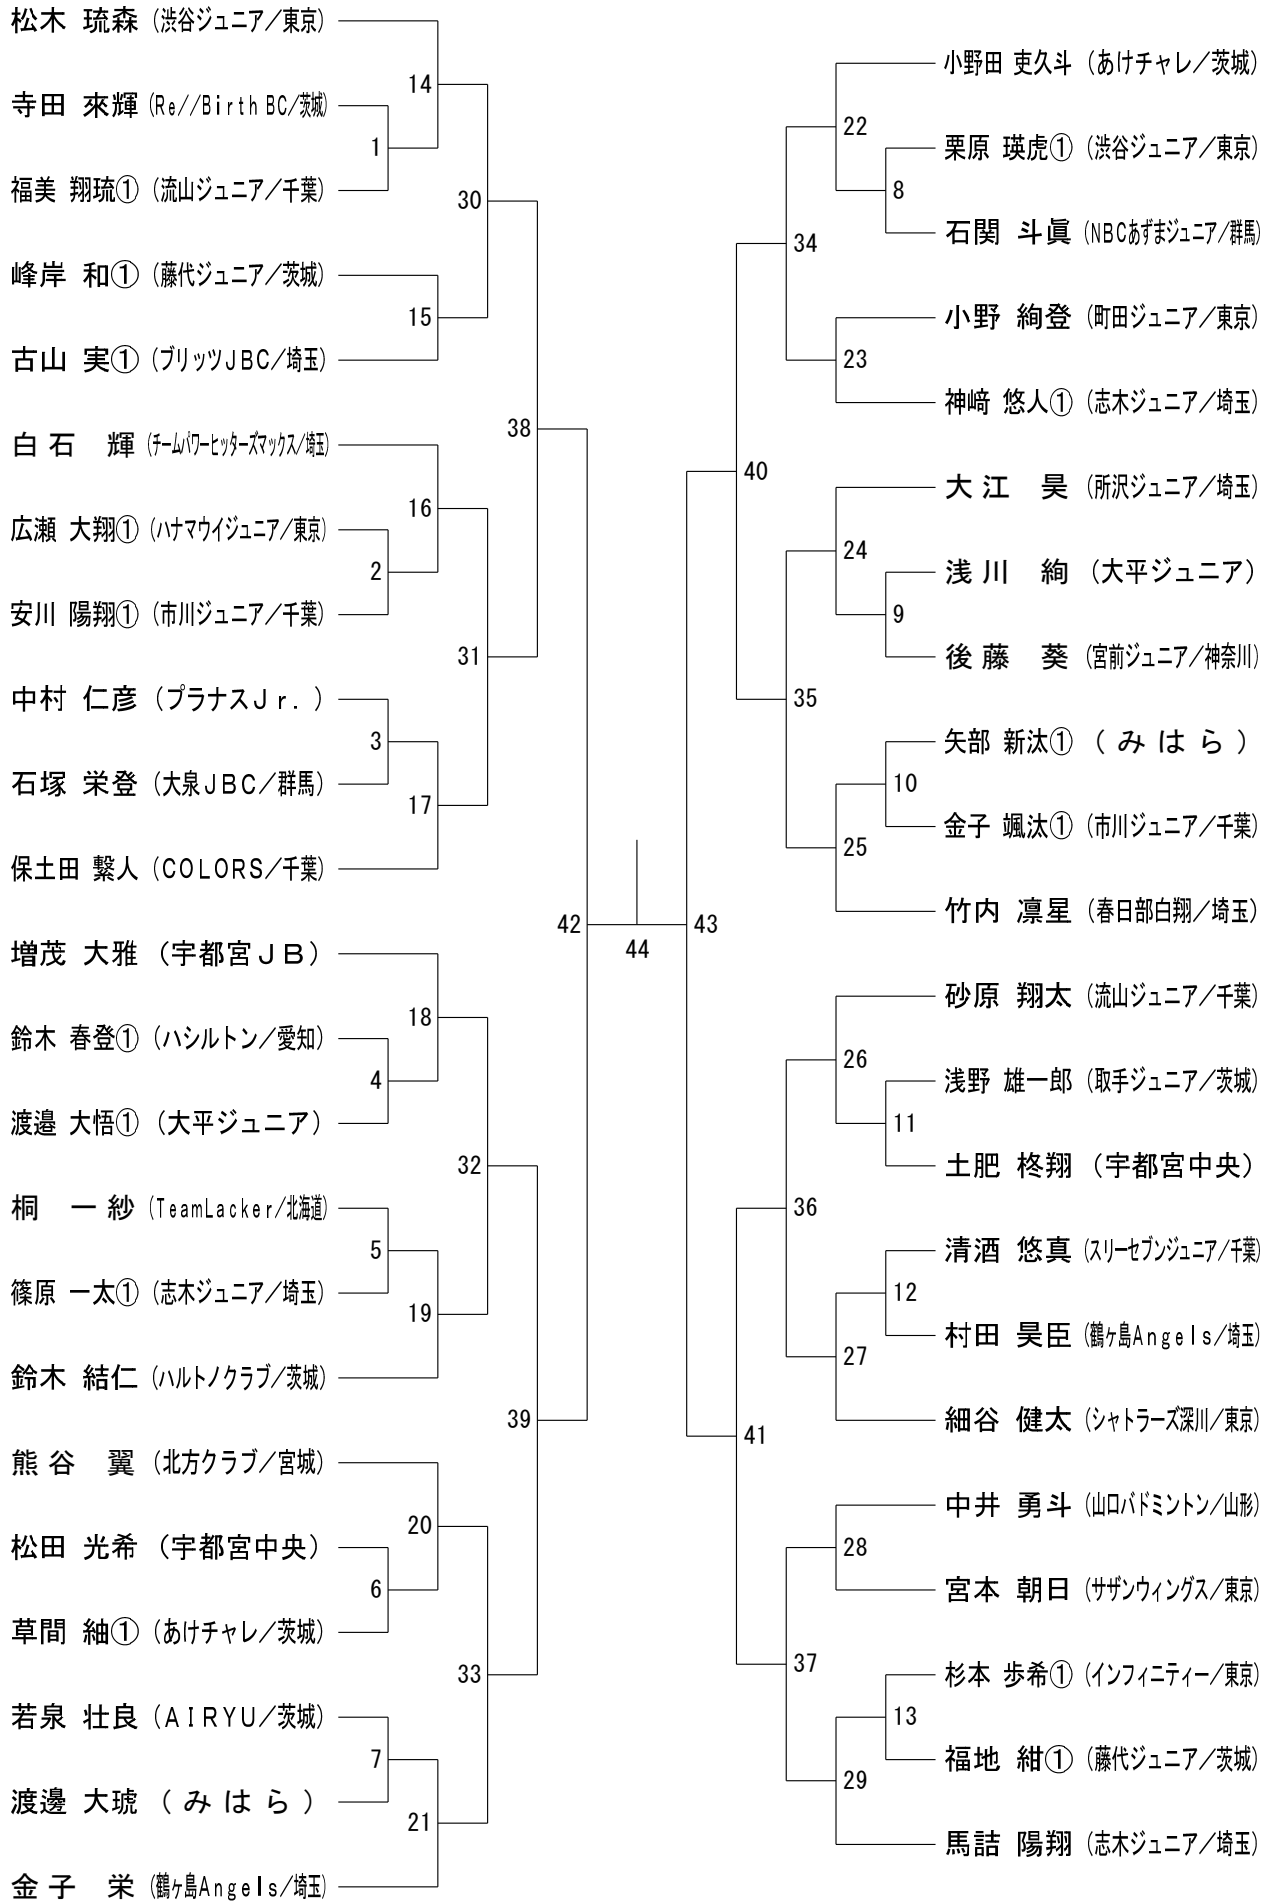 松木 琉森 (渋谷ジュニア／東京)
寺田 來輝 (Re//Birth BC/茨城)
福美 翔琉① (流山ジュニア／千葉)
峰岸 和① (藤代ジュニア／茨城)
古山 実① (ブリッツJBC／埼玉)
白石 輝 (チームパワーヒッターズマックス/埼玉)
広瀬 大翔① (ハナマウイジュニア／東京)
安川 陽翔① (市川ジュニア／千葉)
中村 仁彦 (プラナスJr.)
石塚 栄登 (大泉JBC／群馬)
保土田 繫人 (COLORS／千葉)
増茂 大雅 (宇都宮JB)
鈴木 春登① (ハシルトン／愛知)
渡邉 大悟① (大平ジュニア)
桐 一紗 (TeamLacker/北海道)
篠原 一太① (志木ジュニア／埼玉)
鈴木 結仁 (ハルトノクラブ／茨城)
熊谷 翼 (北方クラブ／宮城)
松田 光希 (宇都宮中央)
草間 紬① (あけチャレ／茨城)
若泉 壮良 (AIRYU／茨城)
渡邊 大琥 (みはら)
金子 栄 (鶴ヶ島Angels/埼玉)
1
2
3
4
5
6
7
14
15
16
17
18
19
20
21
30
31
32
33
38
39
42
44
43
40
41
34
35
36
37
22
23
24
25
26
27
28
29
8
9
10
11
12
13
小野田 吏久斗 (あけチャレ／茨城)
栗原 瑛虎① (渋谷ジュニア／東京)
石関 斗眞 (NBCあずまジュニア/群馬)
小野 絢登 (町田ジュニア／東京)
神﨑 悠人① (志木ジュニア／埼玉)
大江 昊 (所沢ジュニア／埼玉)
浅川 絢 (大平ジュニア)
後藤 葵 (宮前ジュニア／神奈川)
矢部 新汰① (みはら)
金子 颯汰① (市川ジュニア／千葉)
竹内 凛星 (春日部白翔／埼玉)
砂原 翔太 (流山ジュニア／千葉)
浅野 雄一郎 (取手ジュニア／茨城)
土肥 柊翔 (宇都宮中央)
清酒 悠真 (スリーセブンジュニア/千葉)
村田 昊臣 (鶴ヶ島Angels／埼玉)
細谷 健太 (シャトラーズ深川／東京)
中井 勇斗 (山口バドミントン/山形)
宮本 朝日 (サザンウィングス／東京)
杉本 歩希① (インフィニティー／東京)
福地 紺① (藤代ジュニア／茨城)
馬詰 陽翔 (志木ジュニア／埼玉)